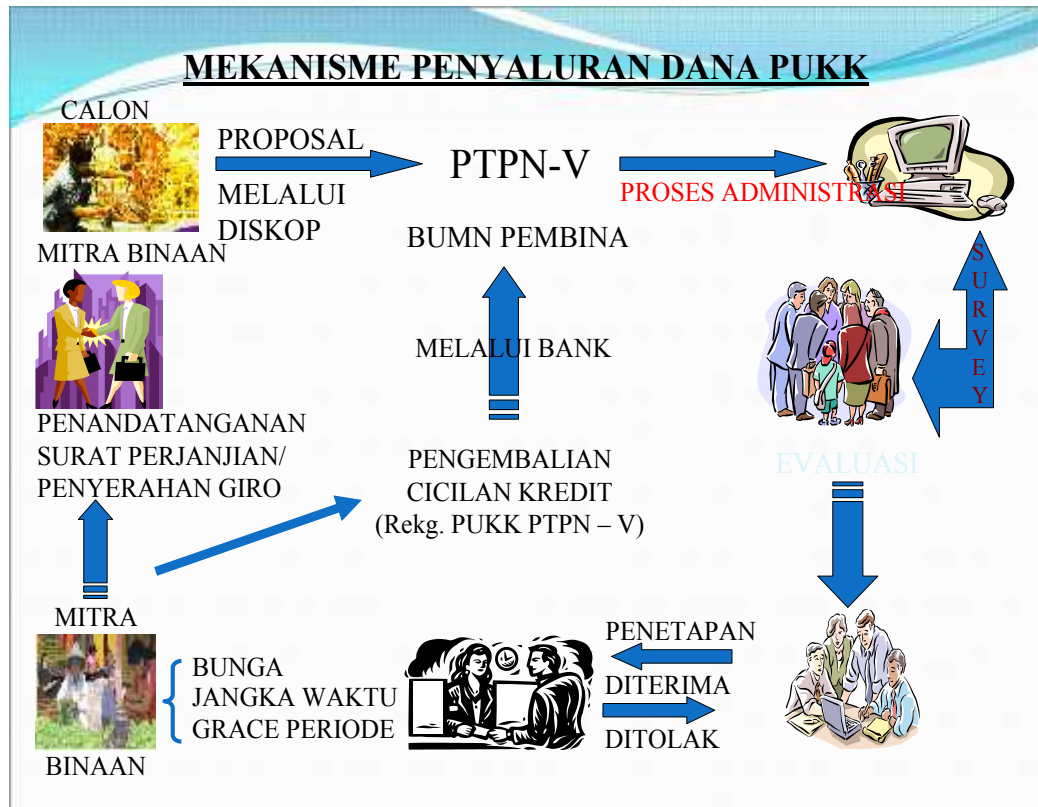 MEKANISME PENYALURAN DANA PUKK
CALON
MITRA BINAAN
PROPOSAL
MELALUI
DISKOP
PTPN-V
BUMN PEMBINA
PROSES ADMINISTRASI
SURVEY
EVALUASI
MELALUI BANK
PENANDATANGANAN
SURAT PERJANJIAN/
PENYERAHAN GIRO
PENGEMBALIAN
CICILAN KREDIT
(Rekg. PUKK PTPN – V)
MITRA
BINAAN
BUNGA
JANGKA WAKTU
GRACE PERIODE
PENETAPAN
DITERIMA
DITOLAK